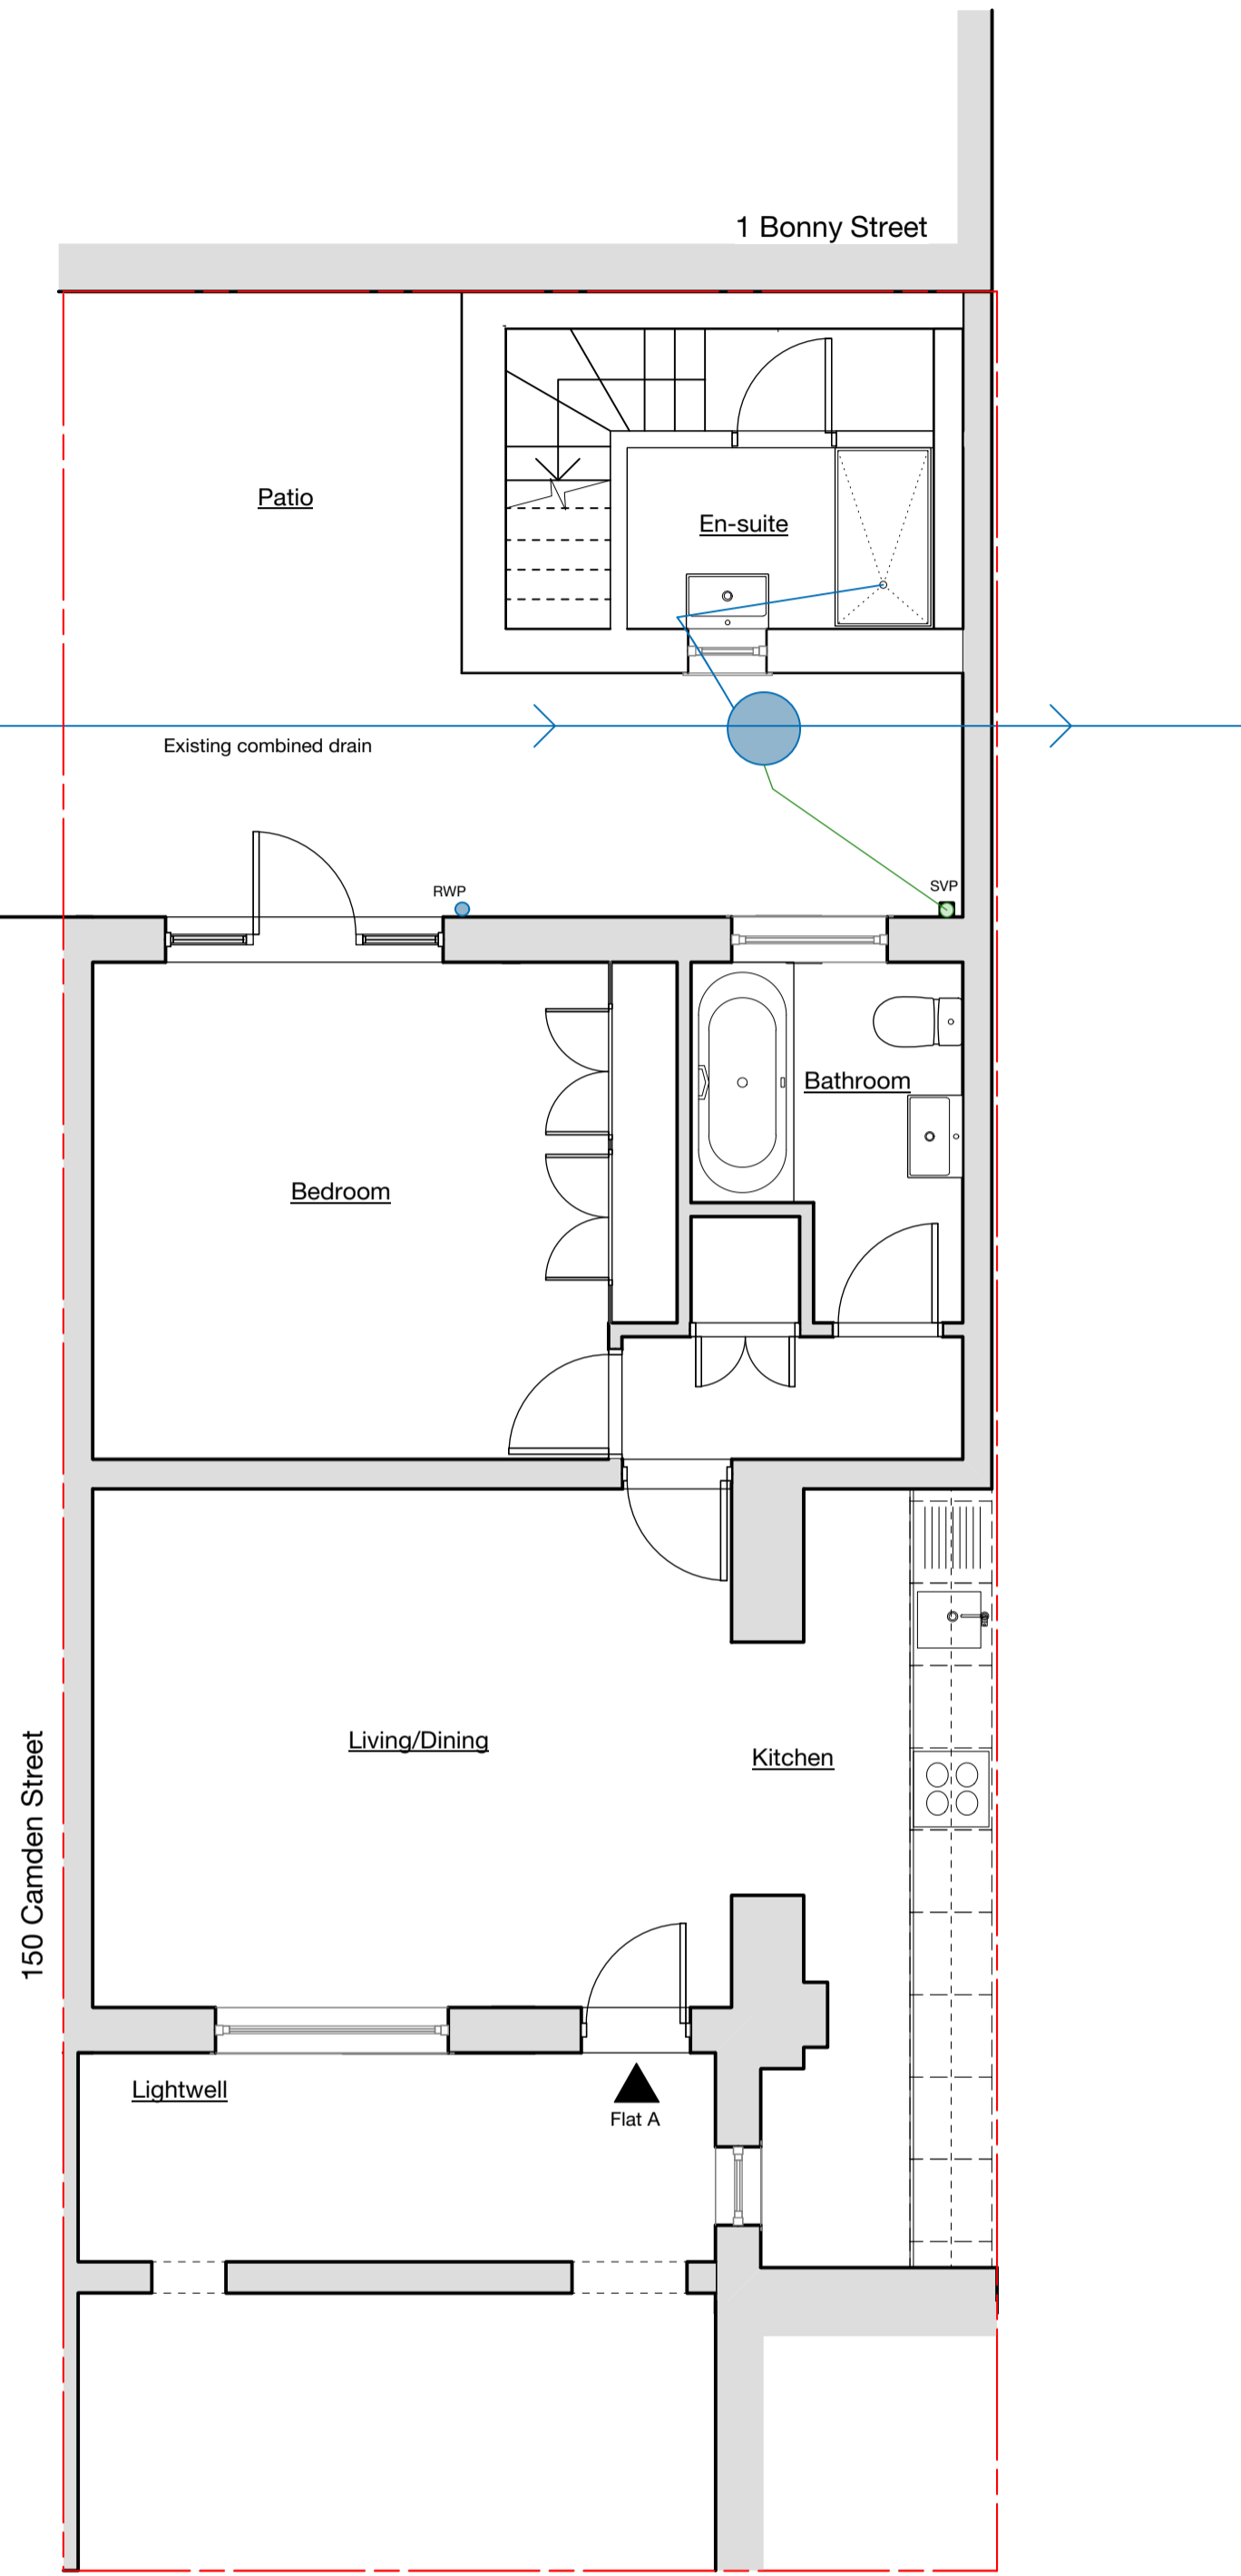 1 Bonny Street
Patio
En-suite
Existing combined drain
RWP
SVP
Bathroom
Bedroom
Living/Dining
Kitchen
150 Camden Street
Lightwell
Flat A